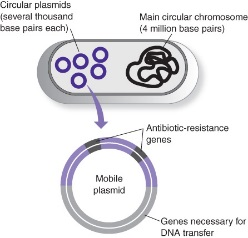 Circular plasmids
(several thousand
base pairs each)
Main circular chromosome
(4 million base pairs)
Antibiotic-resistance
genes
Mobile
plasmid
Genes necessary for
DNA transfer